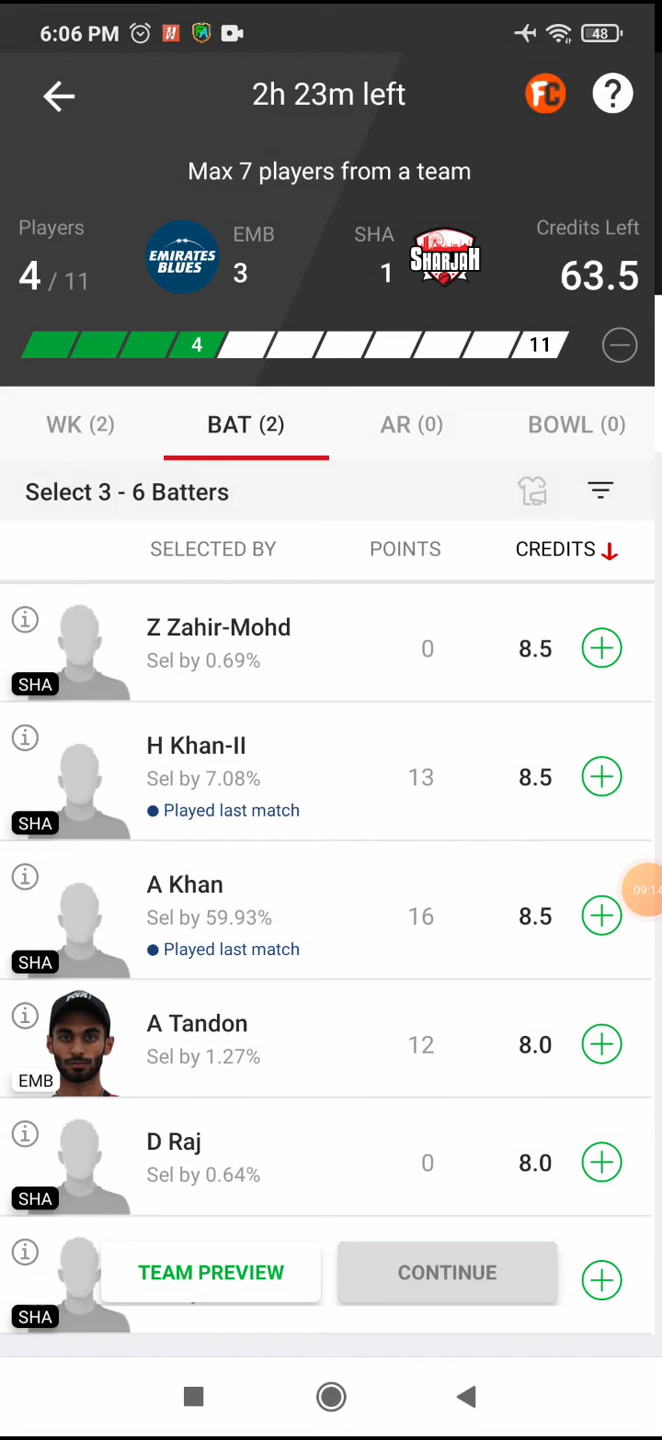 6:06 PM
48
2h 23m left
FC
?
Max 7 players from a team
Players
EMB
SHA
Credits Left
4 / 11
EMIRATES
BLUES
3
1
SHARJAH
63.5
4
11
WK (2)
BAT (2)
AR (0)
BOWL (0)
Select 3 - 6 Batters
SELECTED BY
POINTS
CREDITS
Z Zahir-Mohd
Sel by 0.69%
0
8.5
SHA
H Khan-II
Sel by 7.08%
Played last match
13
8.5
SHA
A Khan
Sel by 59.93%
Played last match
16
8.5
SHA
09:14
A Tandon
Sel by 1.27%
12
8.0
EMB
D Raj
Sel by 0.64%
0
8.0
SHA
TEAM PREVIEW
CONTINUE
SHA